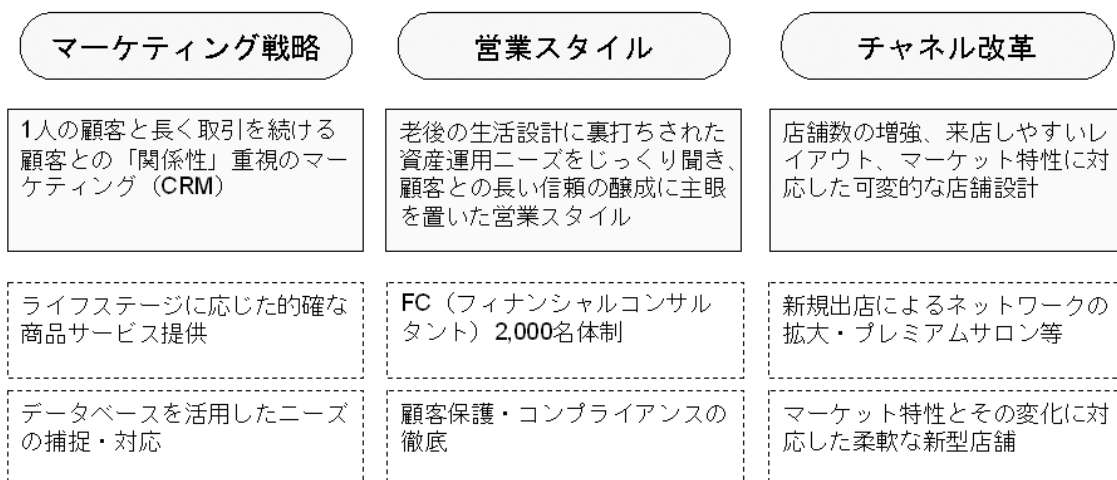 マーケティング戦略
1人の顧客と長く取引を続ける
顧客との「関係性」重視のマー
ケティング（CRM）
ライフステージに応じた的確な
商品サービス提供
データベースを活用したニーズ
の捕捉・対応
営業スタイル
老後の生活設計に裏打ちされた
資産運用ニーズをじっくり聞き、
顧客との長い信頼の醸成に主眼
を置いた営業スタイル
FC（フィナンシャルコンサル
タント）2,000名体制
顧客保護・コンプライアンスの
徹底
チャネル改革
店舗数の増強、来店しやすいレ
イアウト、マーケット特性に対
応した可変的な店舗設計
新規出店によるネットワークの
拡大・プレミアムサロン等
マーケット特性とその変化に対
応した柔軟な新型店舗